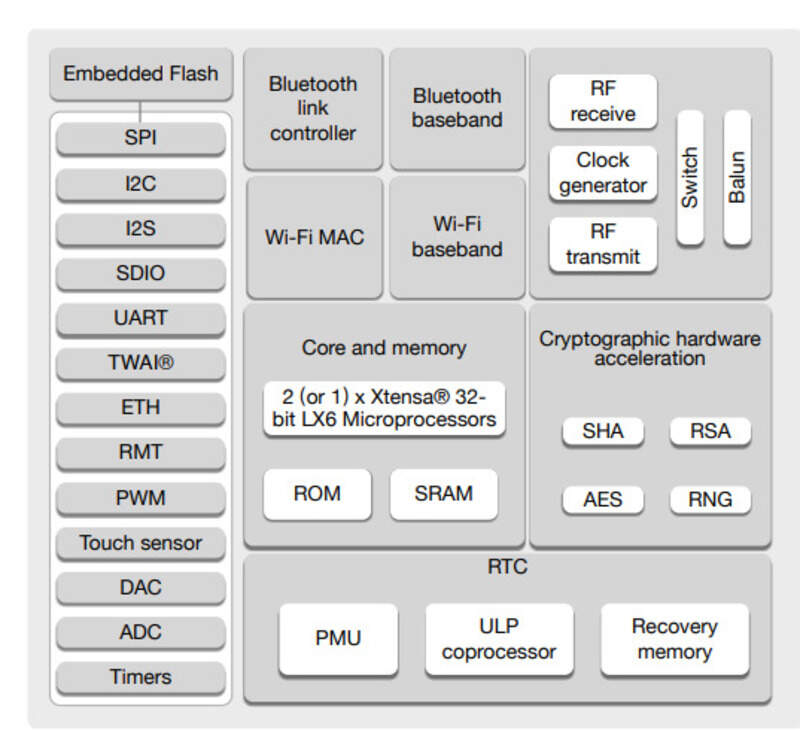 Embedded Flash
SPI
I2C
I2S
SDIO
UART
TWAI®
ETH
RMT
PWM
Touch sensor
DAC
ADC
Timers
Bluetooth
link
controller
Bluetooth
baseband
Wi-Fi MAC
Wi-Fi
baseband
RF
receive
Clock
generator
RF
transmit
Switch
Balun
Core and memory
2 (or 1) x Xtensa® 32-
bit LX6 Microprocessors
ROM
SRAM
Cryptographic hardware
acceleration
SHA
RSA
AES
RNG
RTC
PMU
ULP
coprocessor
Recovery
memory